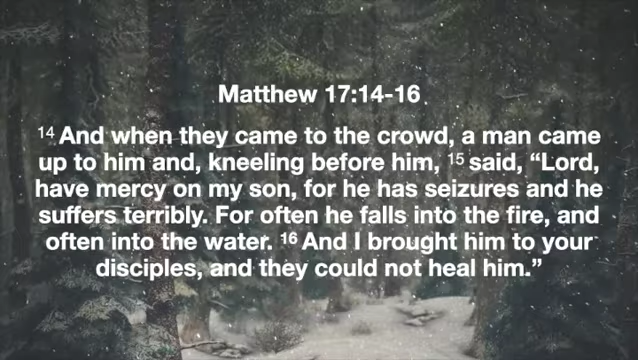 Matthew 17:14-16
14 And when they came to the crowd, a man came
up to him and, kneeling before him, 15 said, “Lord,
have mercy on my son, for he has seizures and he
suffers terribly. For often he falls into the fire, and
often into the water. 16 And I brought him to your
disciples, and they could not heal him.”